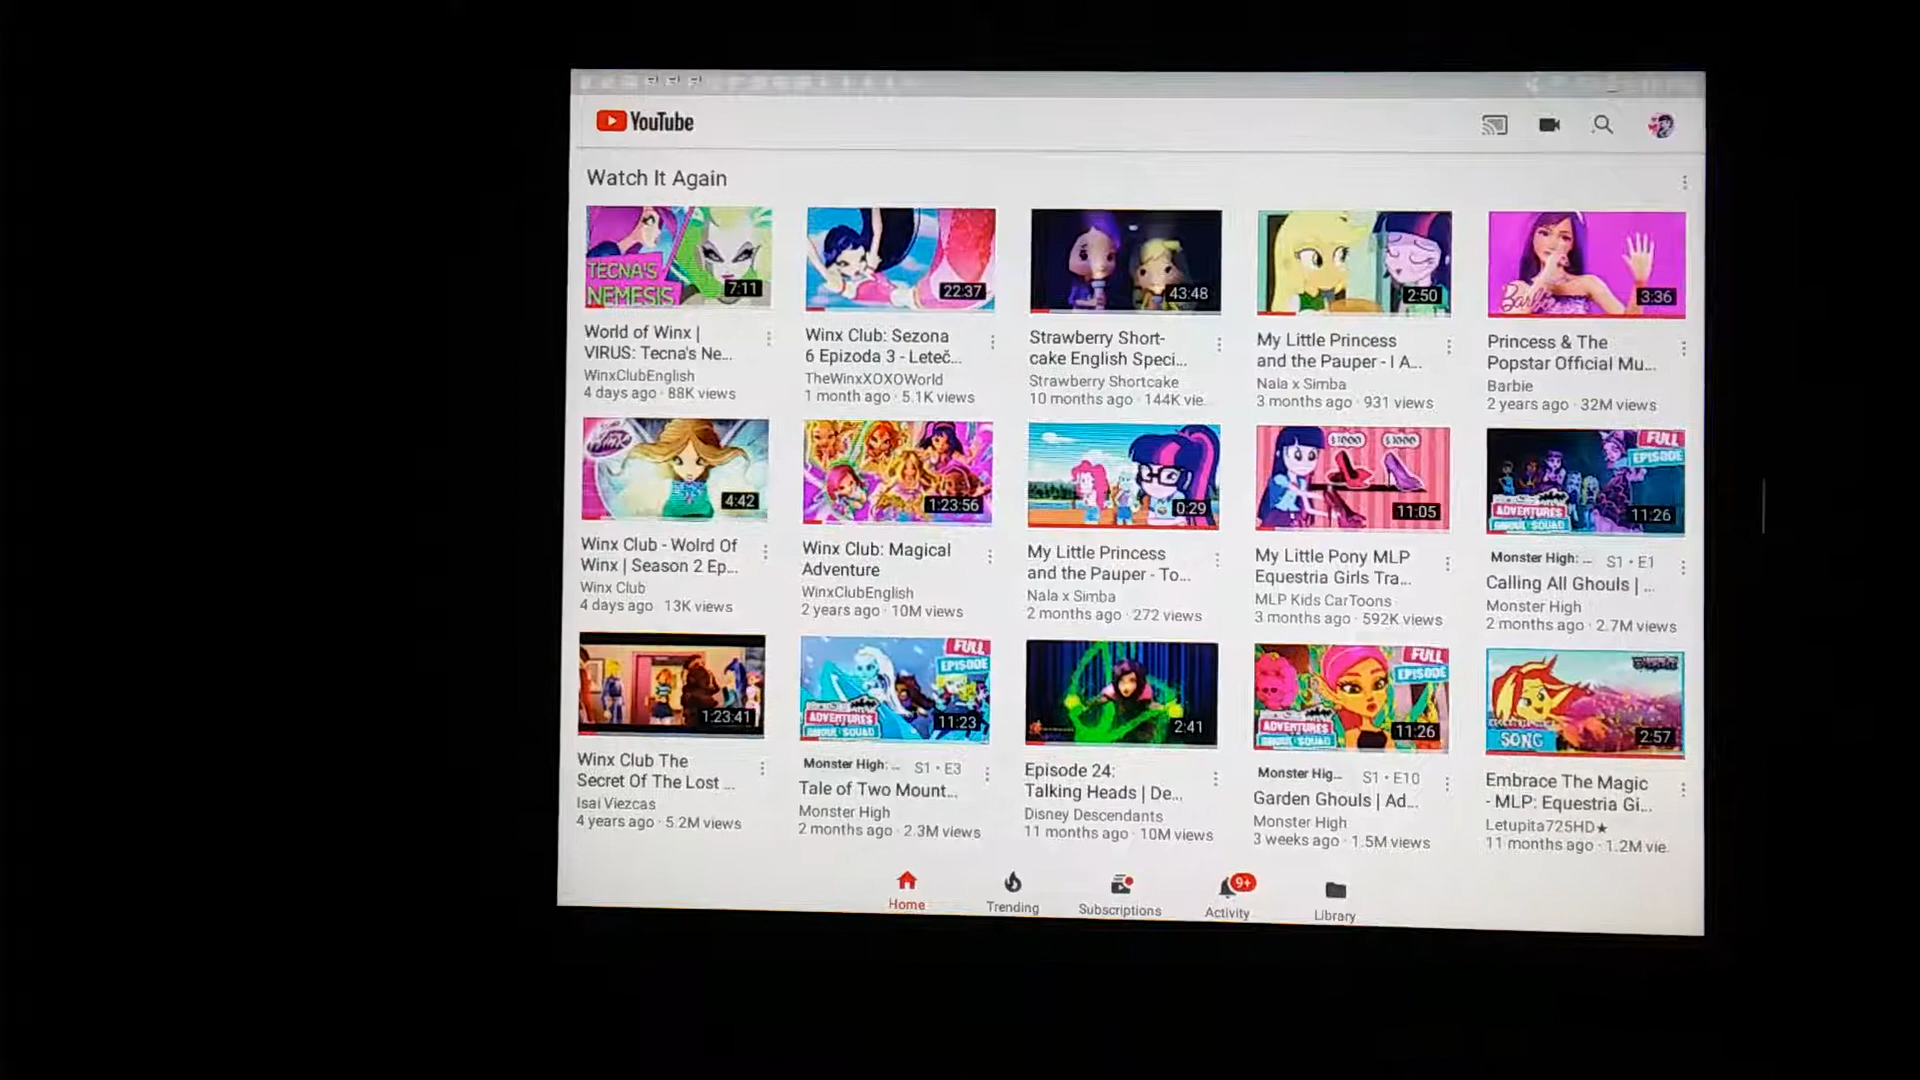 YouTube
Watch It Again
TECNA'S
NEMESIS
7:11
World of Winx |
VIRUS: Tecna's Ne...
WinxClubEnglish
4 days ago · 88K views
22:37
Winx Club: Sezona
6 Epizoda 3 - Leteč...
TheWinxXOXOWorld
1 month ago · 5.1K views
43:48
Strawberry Short-
cake English Speci...
Strawberry Shortcake
10 months ago · 144K vie
2:50
My Little Princess
and the Pauper - I A...
Nala x Simba
3 months ago · 931 views
Barbie
3:36
Princess & The
Popstar Official Mu...
Barbie
2 years ago · 32M views
4:42
Winx Club - Wolrd Of
Winx | Season 2 Ep...
Winx Club
4 days ago · 13K views
1:23:56
Winx Club: Magical
Adventure
WinxClubEnglish
2 years ago · 10M views
0:29
My Little Princess
and the Pauper - To...
Nala x Simba
2 months ago · 272 views
$1000 $1000
11:05
My Little Pony MLP
Equestria Girls Tra...
MLP Kids CarToons
3 months ago · 592K views
FULL
EPISODE
ADVENTURES
GHOUL SQUAD
11:26
Monster High: ... S1 · E1
Calling All Ghouls | ...
Monster High
2 months ago · 2.7M views
1:23:41
Winx Club The
Secret Of The Lost ...
Isai Viezcas
4 years ago · 5.2M views
FULL
EPISODE
ADVENTURES
GHOUL SQUAD
11:23
Monster High: ... S1 · E3
Tale of Two Mount...
Monster High
2 months ago · 2.3M views
2:41
Episode 24:
Talking Heads | De...
Disney Descendants
11 months ago · 10M views
FULL
EPISODE
ADVENTURES
GHOUL SQUAD
11:26
Monster Hig... S1 · E10
Garden Ghouls | Ad...
Monster High
3 weeks ago · 1.5M views
SONG
2:57
Embrace The Magic
- MLP: Equestria Gi...
Letupita725HD★
11 months ago · 1.2M vie
Home
Trending
Subscriptions
9+
Activity
Library